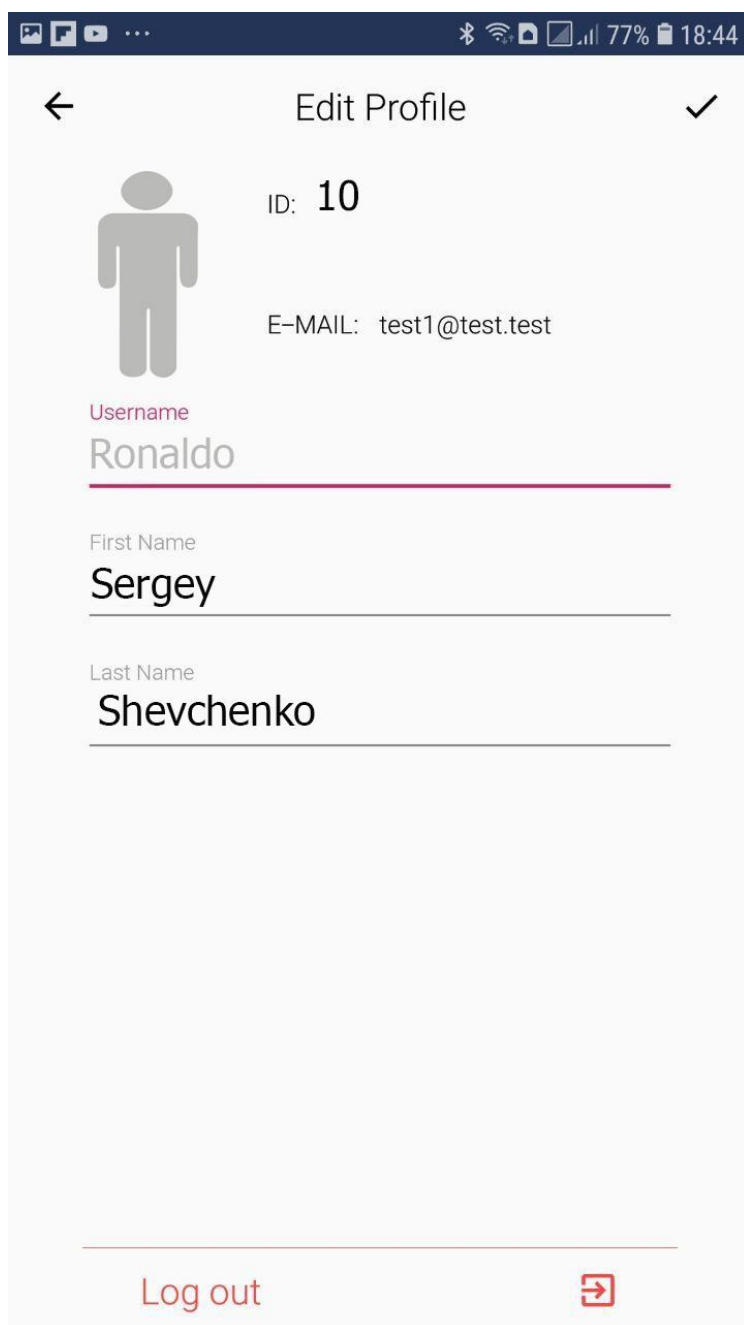 77% 18:44
Edit Profile
ID: 10
E-MAIL: test1@test.test
Username
Ronaldo
First Name
Sergey
Last Name
Shevchenko
Log out